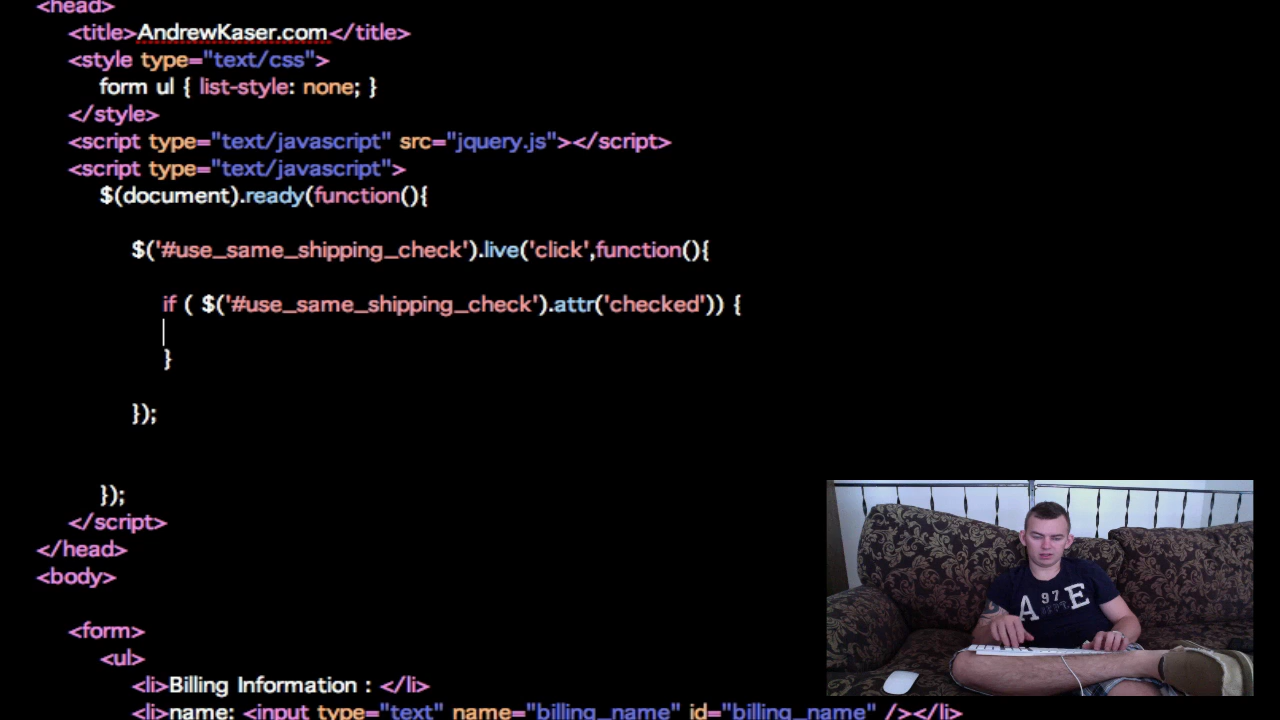 <head>
<title>AndrewKaser.com</title>
<style type="text/css">
form ul { list-style: none; }
</style>
<script type="text/javascript" src="jquery.js"></script>
<script type="text/javascript">
$(document).ready(function(){
$('#use_same_shipping_check').live('click',function(){
if ( $('#use_same_shipping_check').attr('checked')) {
}
});
});
</script>
</head>
<body>
<form>
<ul>
<li>Billing Information : </li>
<li>name: <input type="text" name="billing_name" id="billing_name" /></li>
A 97 E